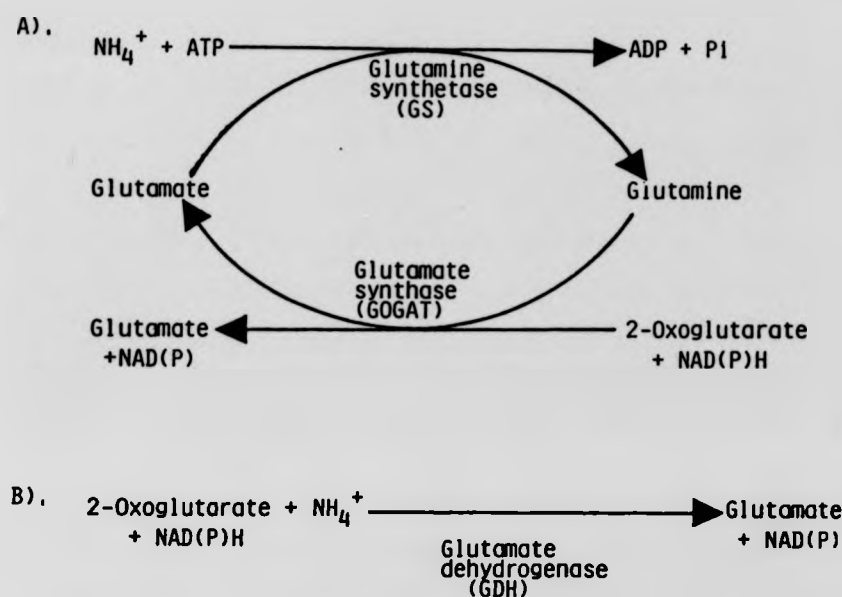 A).
NH4+ + ATP
ADP + Pi
Glutamine
synthetase
(GS)
Glutamate
Glutamine
Glutamate
synthase
(GOGAT)
Glutamate
+NAD(P)
2-Oxoglutarate
+ NAD(P)H
B).
2-Oxoglutarate + NH4+
+ NAD(P)H
Glutamate
+ NAD(P)
Glutamate
dehydrogenase
(GDH)